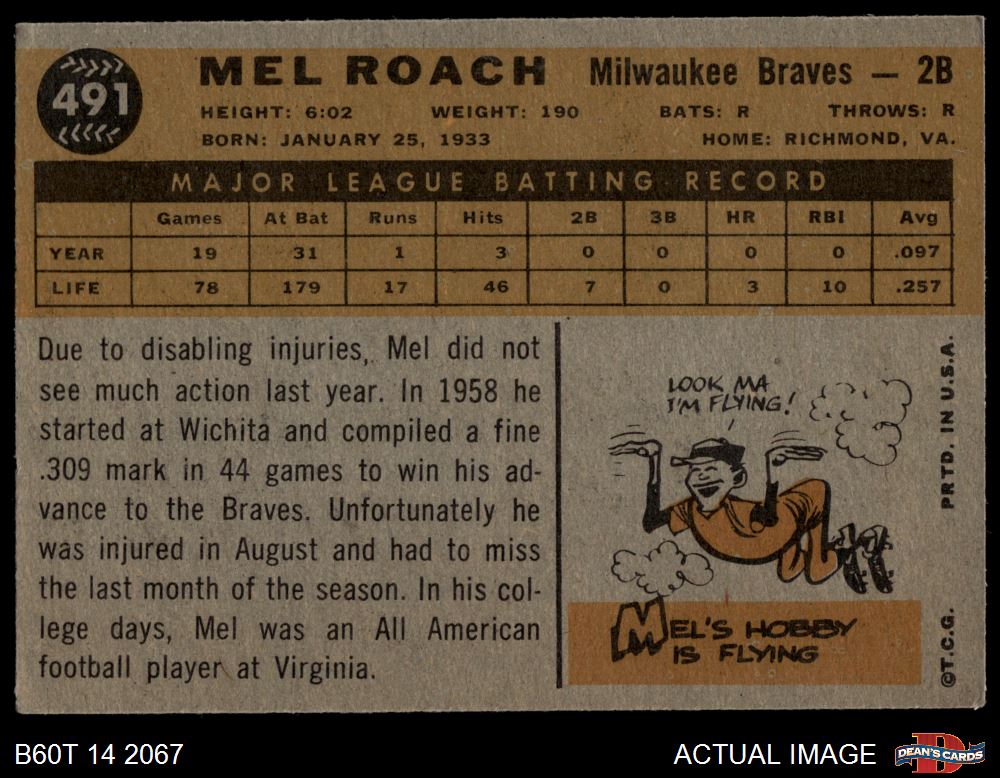 491
MEL ROACH Milwaukee Braves — 2B
HEIGHT: 6:02 WEIGHT: 190 BATS: R THROWS: R
BORN: JANUARY 25, 1933 HOME: RICHMOND, VA.
MAJOR LEAGUE BATTING RECORD
Games At Bat Runs Hits 2B 3B HR RBI Avg
YEAR 19 31 1 3 0 0 0 0 .097
LIFE 78 179 17 46 7 0 3 10 .257
Due to disabling injuries, Mel did not
see much action last year. In 1958 he
started at Wichita and compiled a fine
.309 mark in 44 games to win his ad-
vance to the Braves. Unfortunately he
was injured in August and had to miss
the last month of the season. In his col-
lege days, Mel was an All American
football player at Virginia.
LOOK MA
I'M FLYING!
MEL'S HOBBY
IS FLYING
©T.C.G. PRTD. IN U.S.A.
B60T 14 2067 ACTUAL IMAGE
D
DEAN'S CARDS